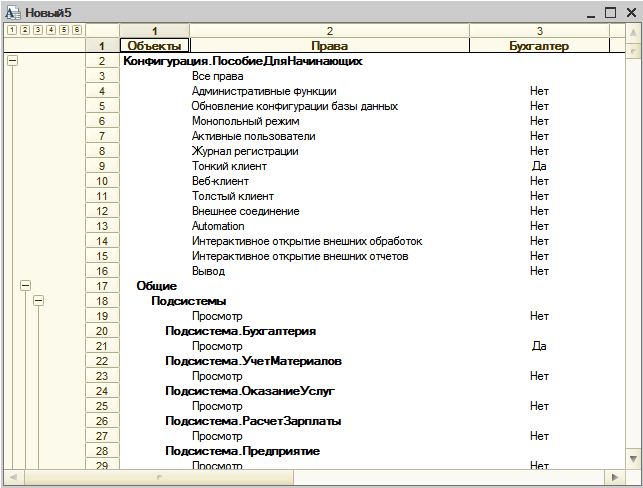 Новый5
1 2 3 4 5 6
1 2 3
1 Объекты Права Бухгалтер
2 Конфигурация.ПособиеДляНачинающих
3 Все права
4 Административные функции Нет
5 Обновление конфигурации базы данных Нет
6 Монопольный режим Нет
7 Активные пользователи Нет
8 Журнал регистрации Нет
9 Тонкий клиент Да
10 Веб-клиент Нет
11 Толстый клиент Нет
12 Внешнее соединение Нет
13 Automation Нет
14 Интерактивное открытие внешних обработок Нет
15 Интерактивное открытие внешних отчетов Нет
16 Вывод Нет
17 Общие
18 Подсистемы
19 Просмотр Нет
20 Подсистема.Бухгалтерия
21 Просмотр Да
22 Подсистема.УчетМатериалов
23 Просмотр Нет
24 Подсистема.ОказаниеУслуг
25 Просмотр Нет
26 Подсистема.РасчетЗарплаты
27 Просмотр Нет
28 Подсистема.Предприятие
29 Просмотр Нет